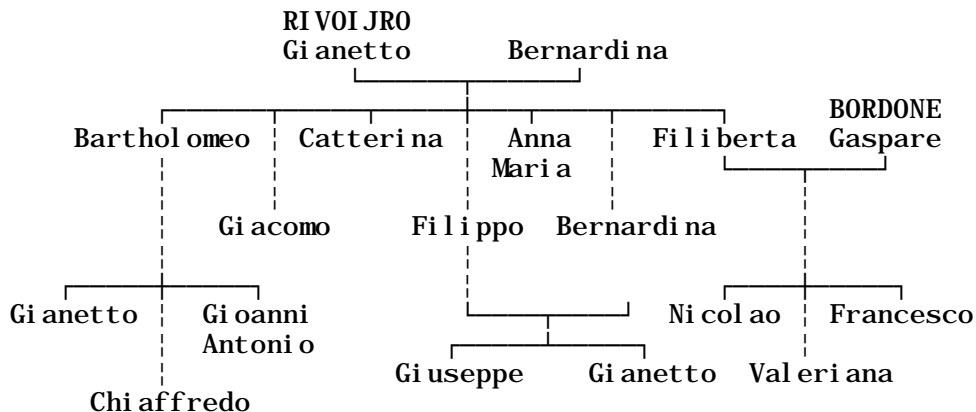 RIVOIJRO
Gianetto Bernardina
BORDONE
Bartholomeo Catterina Anna Filiberta Gaspare
Maria
Giacomo Filippo Bernardina
Gianetto Gioanni Nicolao Francesco
Antonio
Giuseppe Gianetto Valeriana
Chiaffredo